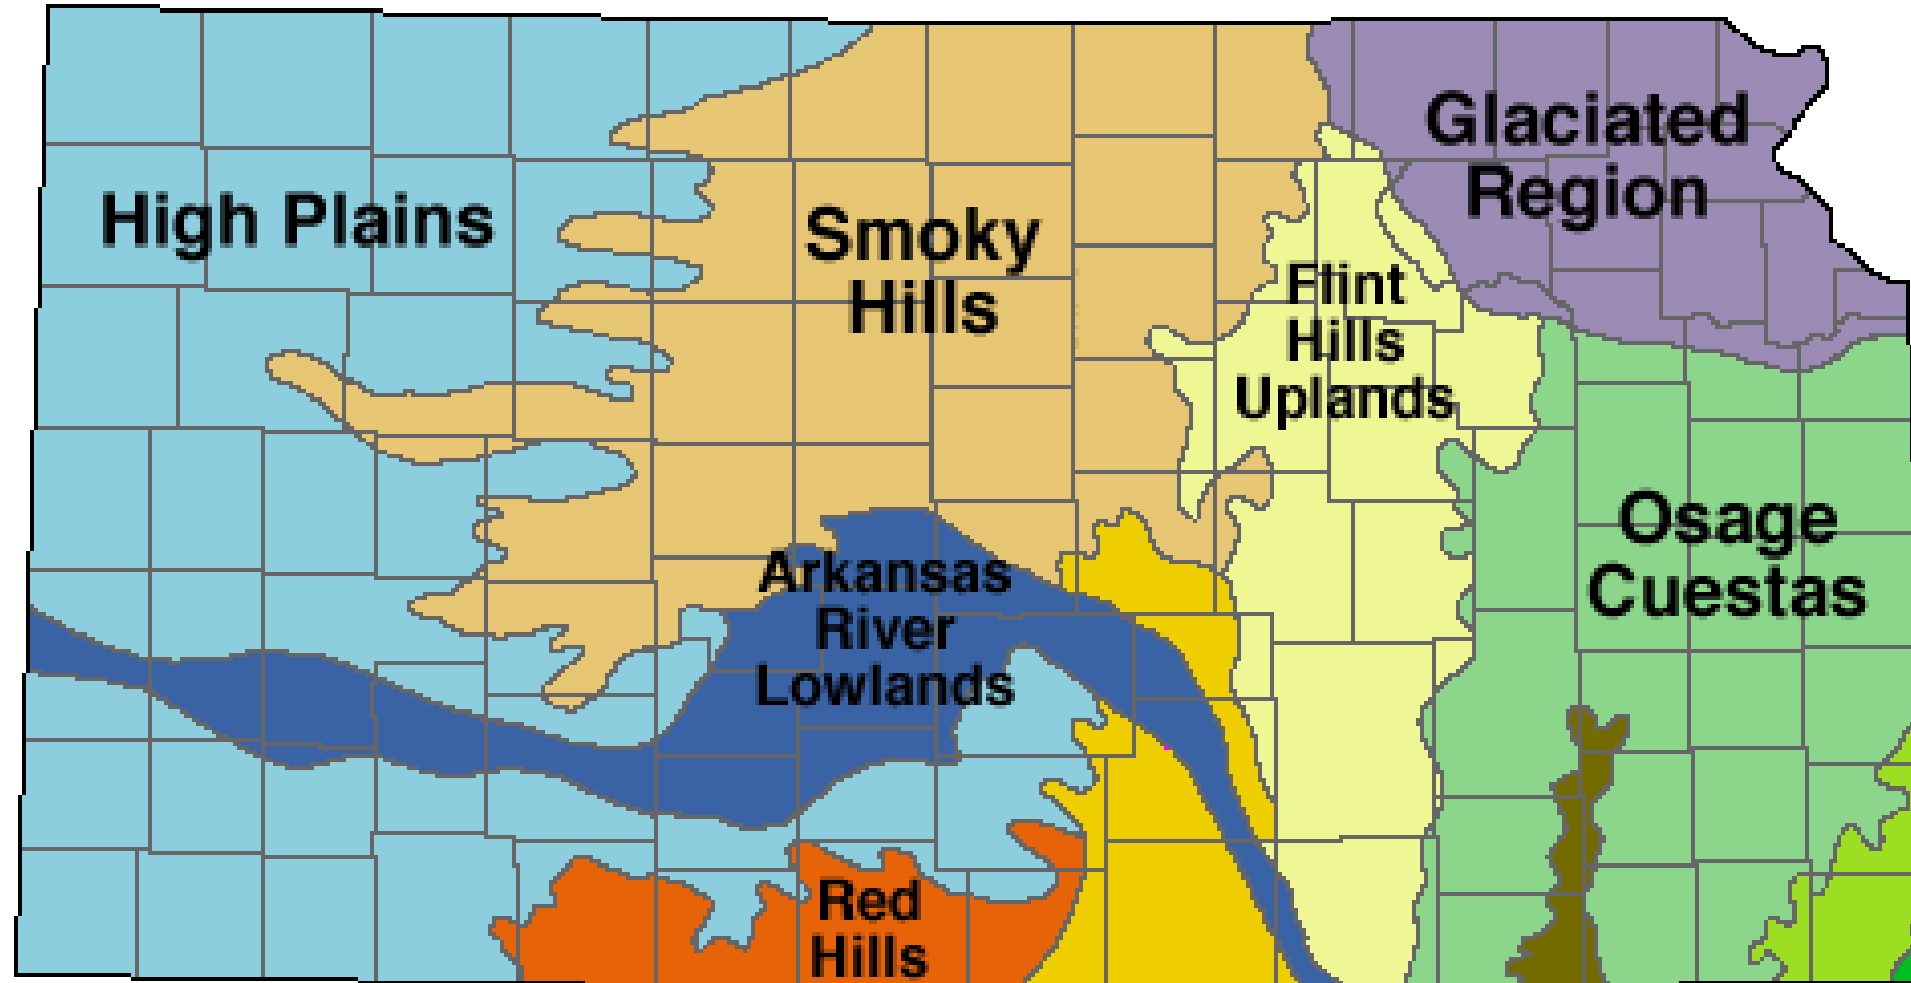 Glaciated
Region
High Plains
Smoky
Hills
Flint
Hills
Uplands
Osage
Cuestas
Arkansas
River
Lowlands
Red
Hills